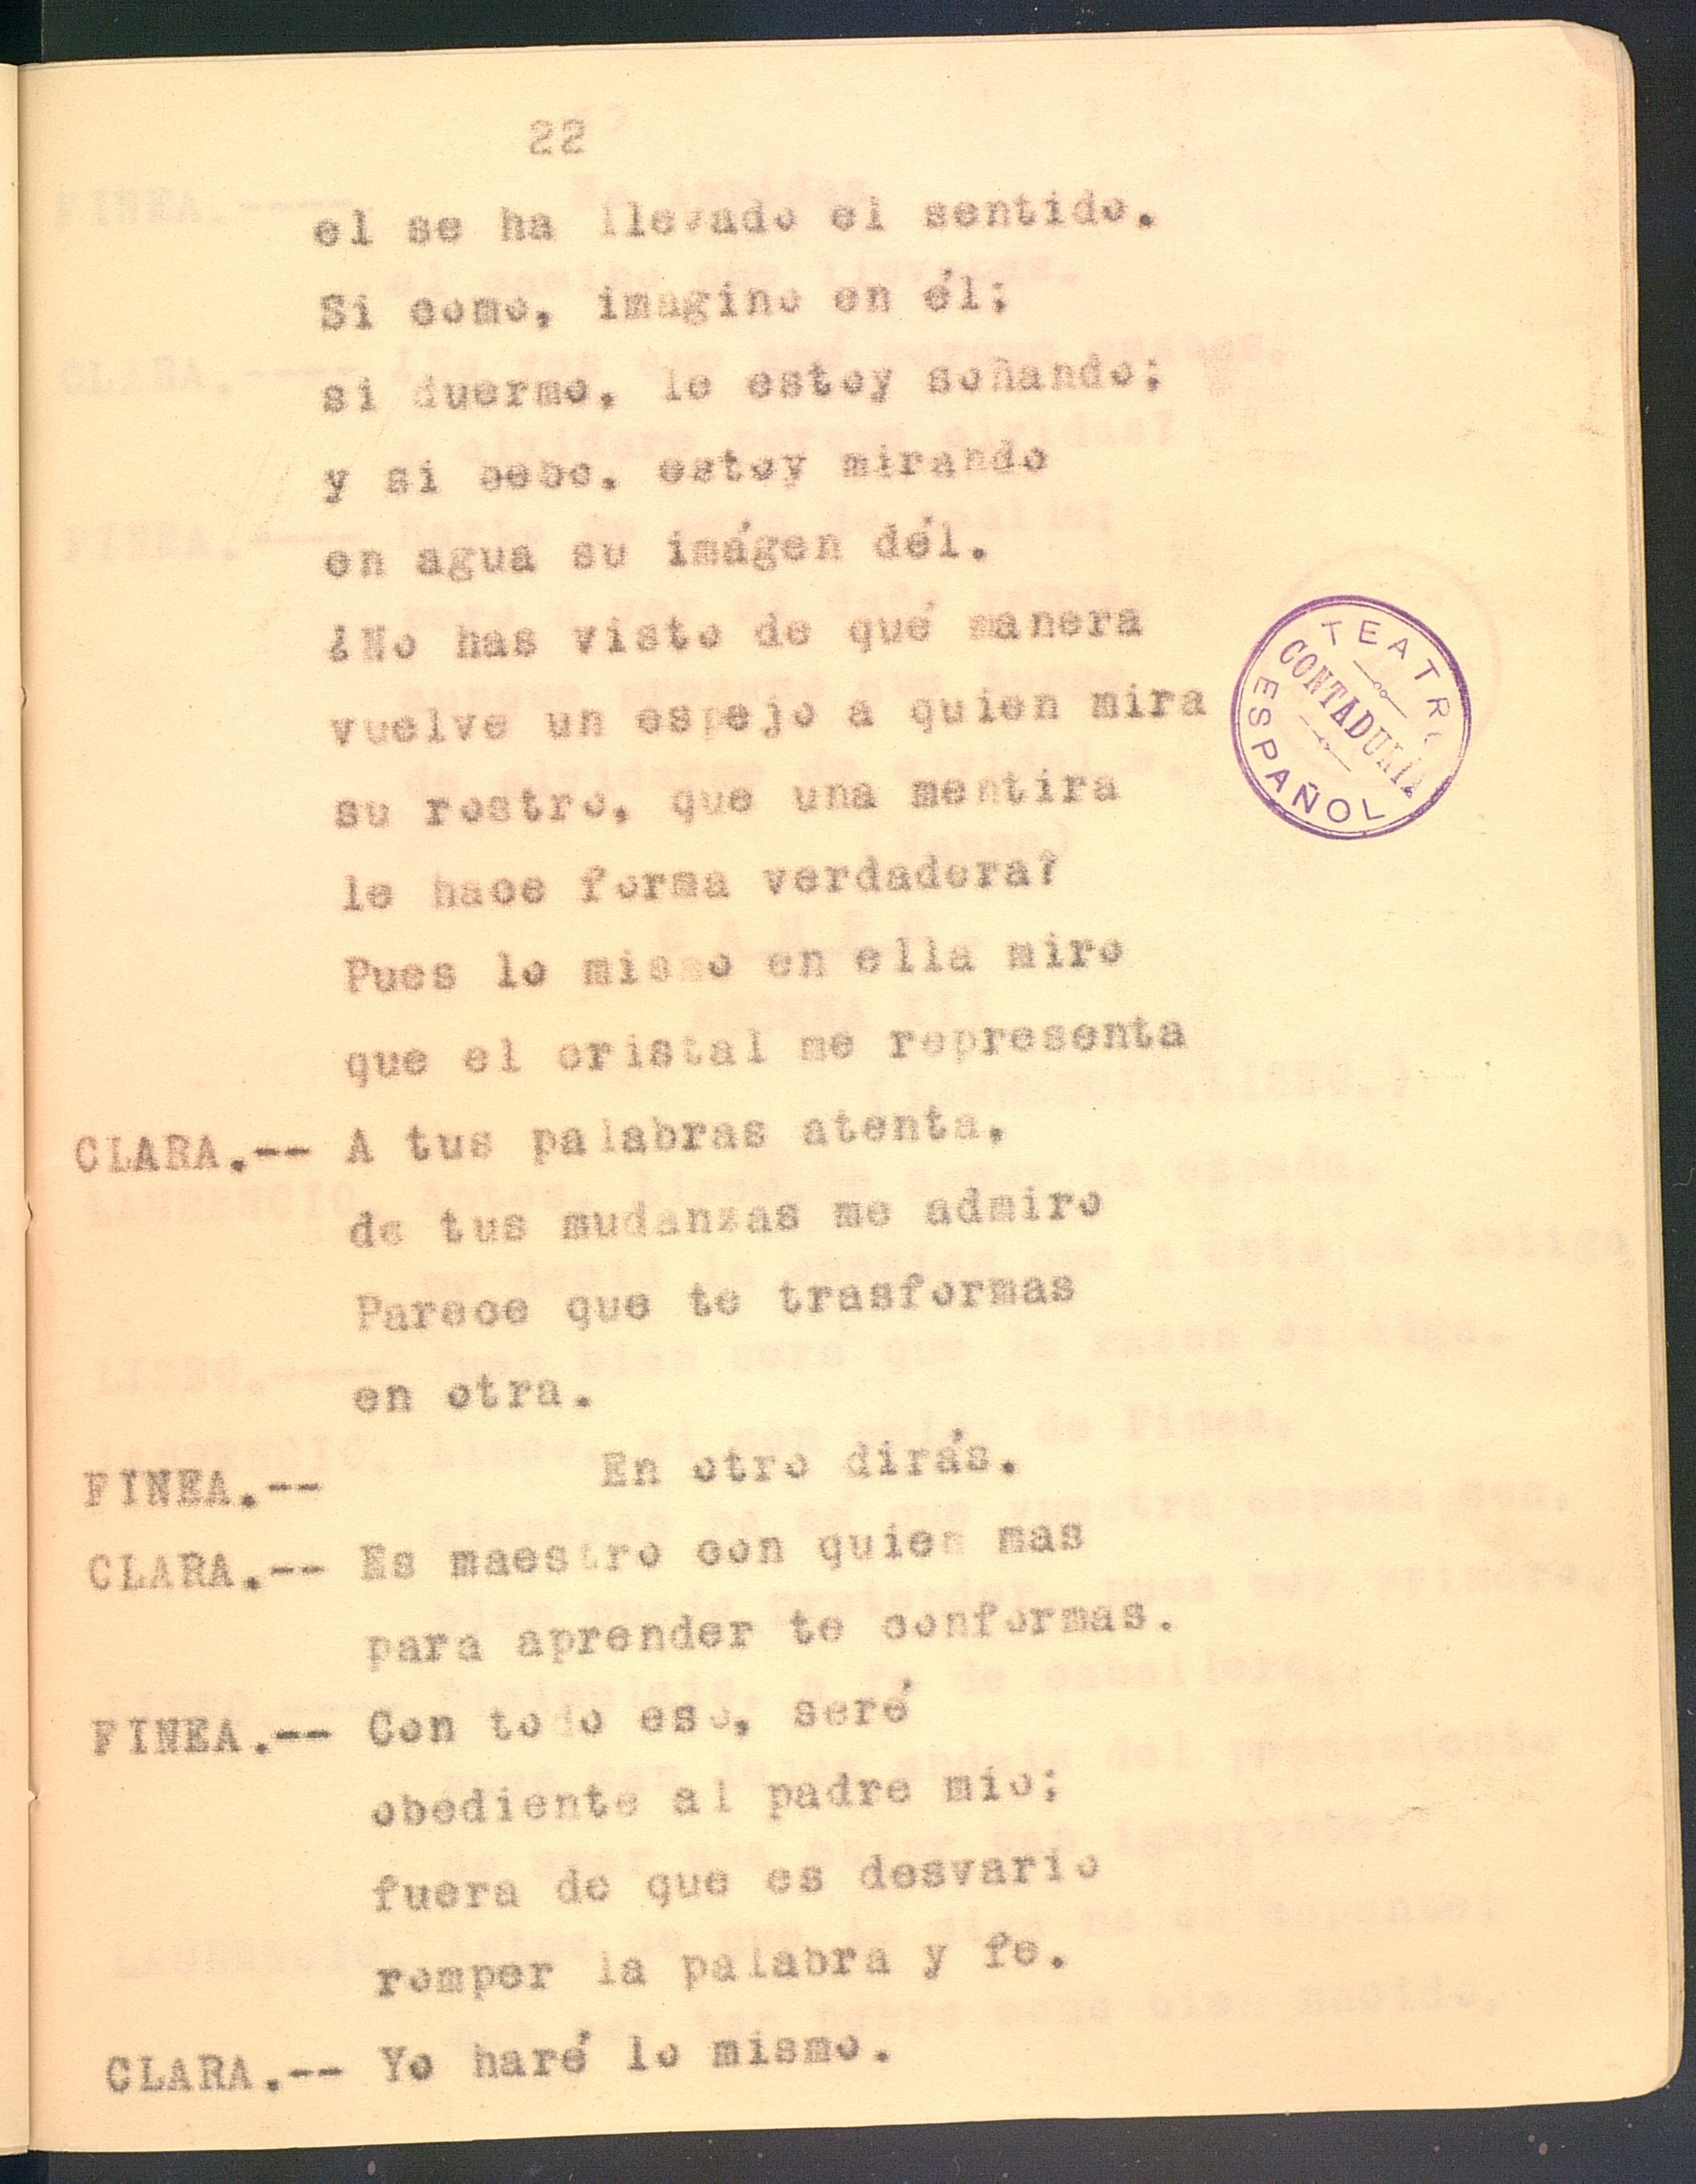 22
el se ha llevado el sentido.
Si como, imagino en él;
si duermo, le estoy soñando;
y si bebo, estoy mirando
en agua su imágen dél.
¿No has visto de qué manera
vuelve un espejo a quien mira
su rostro, que una mentira
le hace forma verdadera?
Pues lo mismo en ella miro
que el cristal me representa
CLARA.-- A tus palabras atenta,
de tus mudanzas me admiro
Parece que te trasformas
en otra.
FINEA.-- En otro dirás.
CLARA.-- Es maestro con quien mas
para aprender te conformas.
FINEA.-- Con todo eso, seré
obediente al padre mio;
fuera de que es desvario
romper la palabra y fe.
CLARA.-- Yo haré lo mismo.
TEATRO
CONTADURÍA
ESPAÑOL